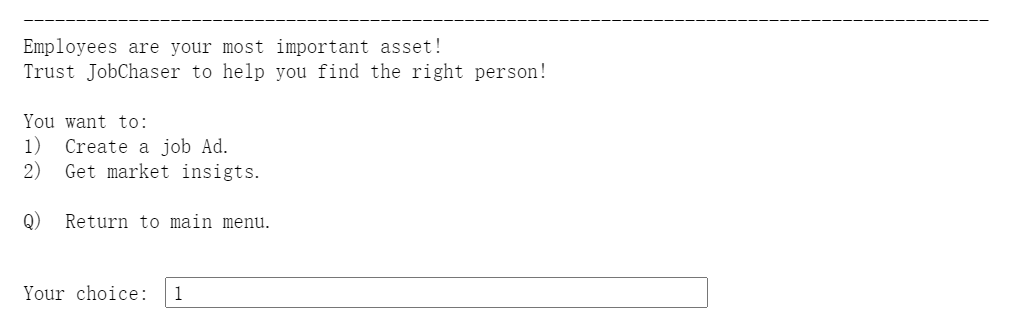 Employees are your most important asset!
Trust JobChaser to help you find the right person!
You want to:
1) Create a job Ad.
2) Get market insigts.
Q) Return to main menu.
Your choice: 1